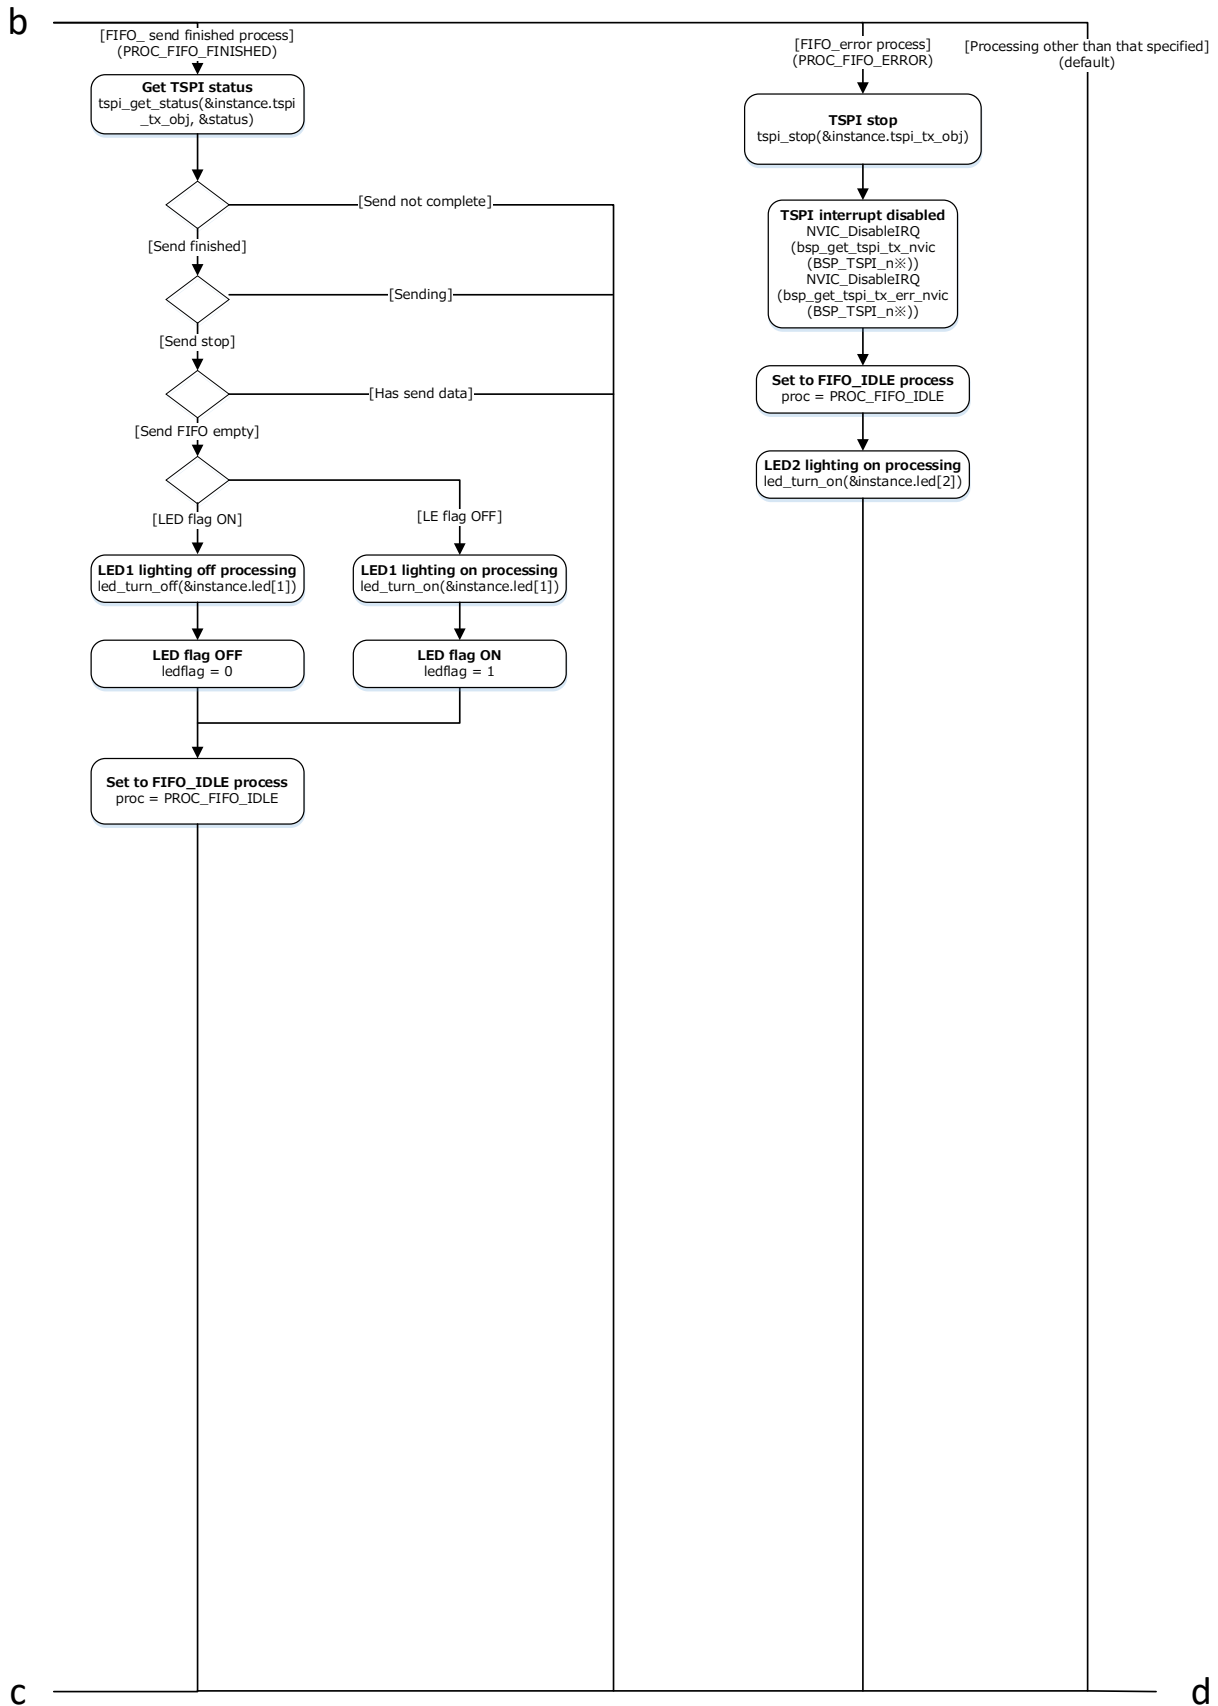 b
[FIFO_ send finished process]
(PROC_FIFO_FINISHED)
[FIFO_error process]
(PROC_FIFO_ERROR)
[Processing other than that specified]
(default)
Get TSPI status
tspi_get_status(&instance.tspi
_tx_obj, &status)
TSPI stop
tspi_stop(&instance.tspi_tx_obj)
[Send not complete]
[Send finished]
TSPI interrupt disabled
NVIC_DisableIRQ
(bsp_get_tspi_tx_nvic
(BSP_TSPI_n※))
NVIC_DisableIRQ
(bsp_get_tspi_tx_err_nvic
(BSP_TSPI_n※))
[Sending]
[Send stop]
Set to FIFO_IDLE process
proc = PROC_FIFO_IDLE
[Has send data]
[Send FIFO empty]
LED2 lighting on processing
led_turn_on(&instance.led[2])
[LED flag ON]
[LE flag OFF]
LED1 lighting off processing
led_turn_off(&instance.led[1])
LED1 lighting on processing
led_turn_on(&instance.led[1])
LED flag OFF
ledflag = 0
LED flag ON
ledflag = 1
Set to FIFO_IDLE process
proc = PROC_FIFO_IDLE
c
d